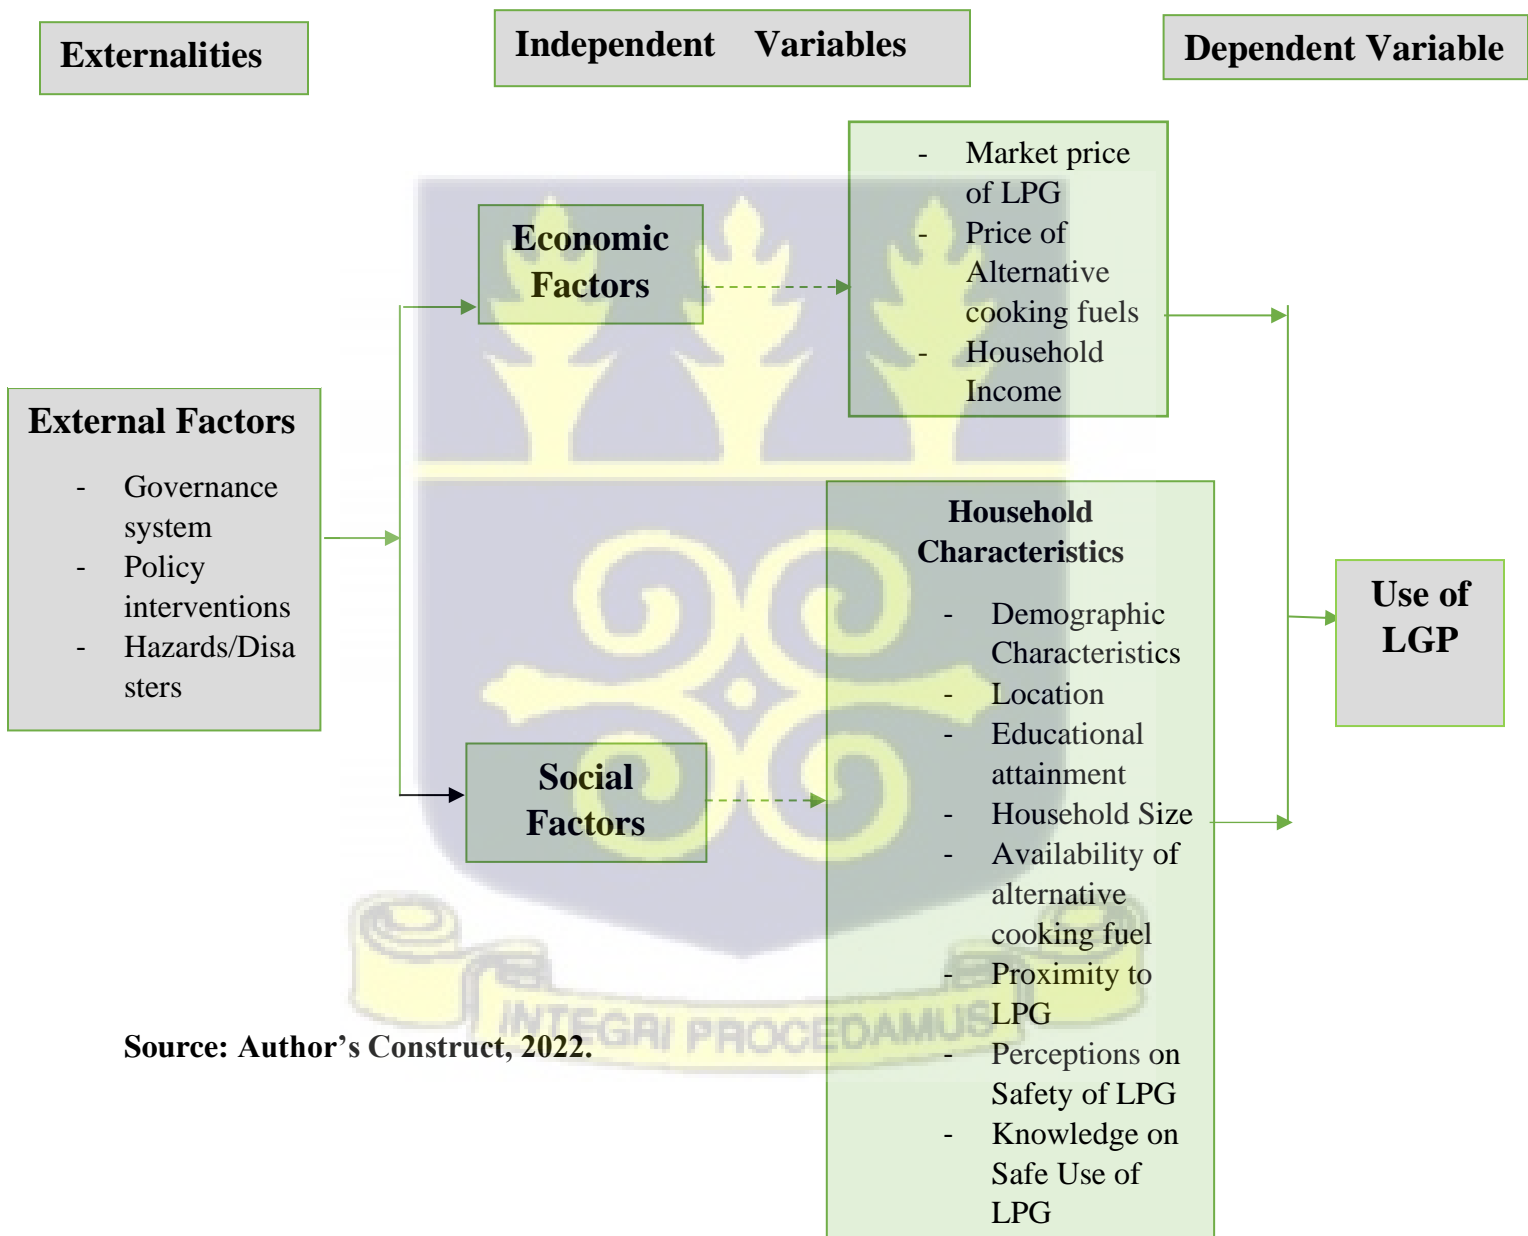 Externalities
Independent Variables
Dependent Variable
Economic
Factors
- Market price
of LPG
- Price of
Alternative
cooking fuels
- Household
Income
External Factors
- Governance
system
- Policy
interventions
- Hazards/Disa
sters
Household
Characteristics
- Demographic
Characteristics
- Location
- Educational
attainment
- Household Size
- Availability of
alternative
cooking fuel
- Proximity to
LPG
- Perceptions on
Safety of LPG
- Knowledge on
Safe Use of
LPG
Social
Factors
Use of
LGP
INTEGRI PROCEDAMUS
Source: Author’s Construct, 2022.